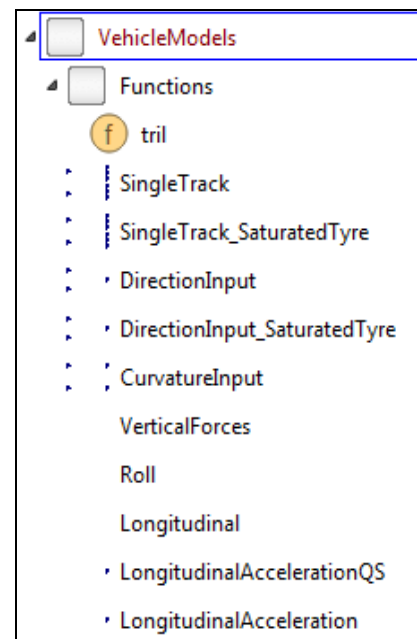 VehicleModels
Functions
f tril
SingleTrack
SingleTrack_SaturatedTyre
DirectionInput
DirectionInput_SaturatedTyre
CurvatureInput
VerticalForces
Roll
Longitudinal
LongitudinalAccelerationQS
LongitudinalAcceleration